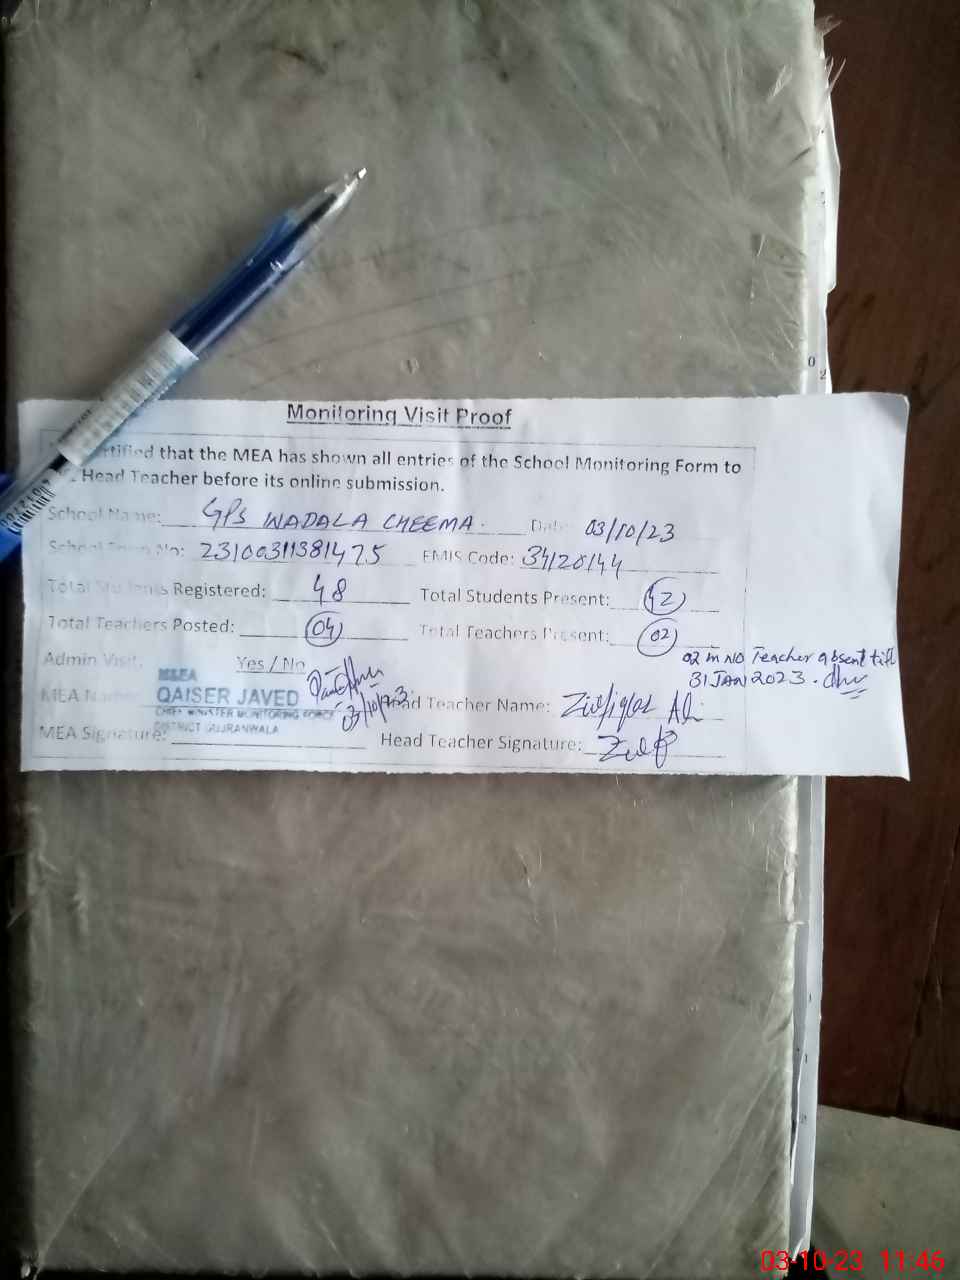 Monitoring Visit Proof
certified that the MEA has shown all entries of the School Monitoring Form to
Head Teacher before its online submission.
School Name: GPS WADALA CHEEMA. Date: 03/10/23
School Form No: 23100311381475 EMIS Code: 34120144
Total Students Registered: 48 Total Students Present: 42
Total Teachers Posted: 04 Total Teachers Present: 02
02 in NO Teacher absent till
31 JAN 2023.
Admin Visit: Yes / No
MEA
MEA Name: QAISER JAVED 03/10/23 Head Teacher Name: Zulfiqar Ali
CHIEF MINISTER MONITORING FORCE
DISTRICT GUJRANWALA
MEA Signature: Head Teacher Signature:
03-10-23 11:46